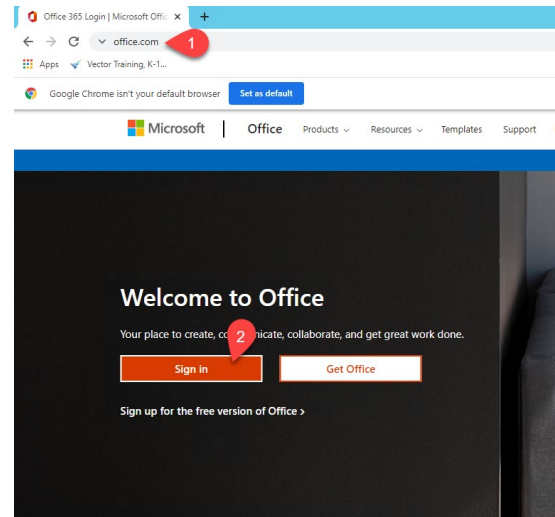 Office 365 Login | Microsoft Offic
office.com
1
Apps Vector Training, K-1...
Google Chrome isn't your default browser Set as default
Microsoft Office Products Resources Templates Support
Welcome to Office
Your place to create, co nicate, collaborate, and get great work done.
2
Sign in Get Office
Sign up for the free version of Office >